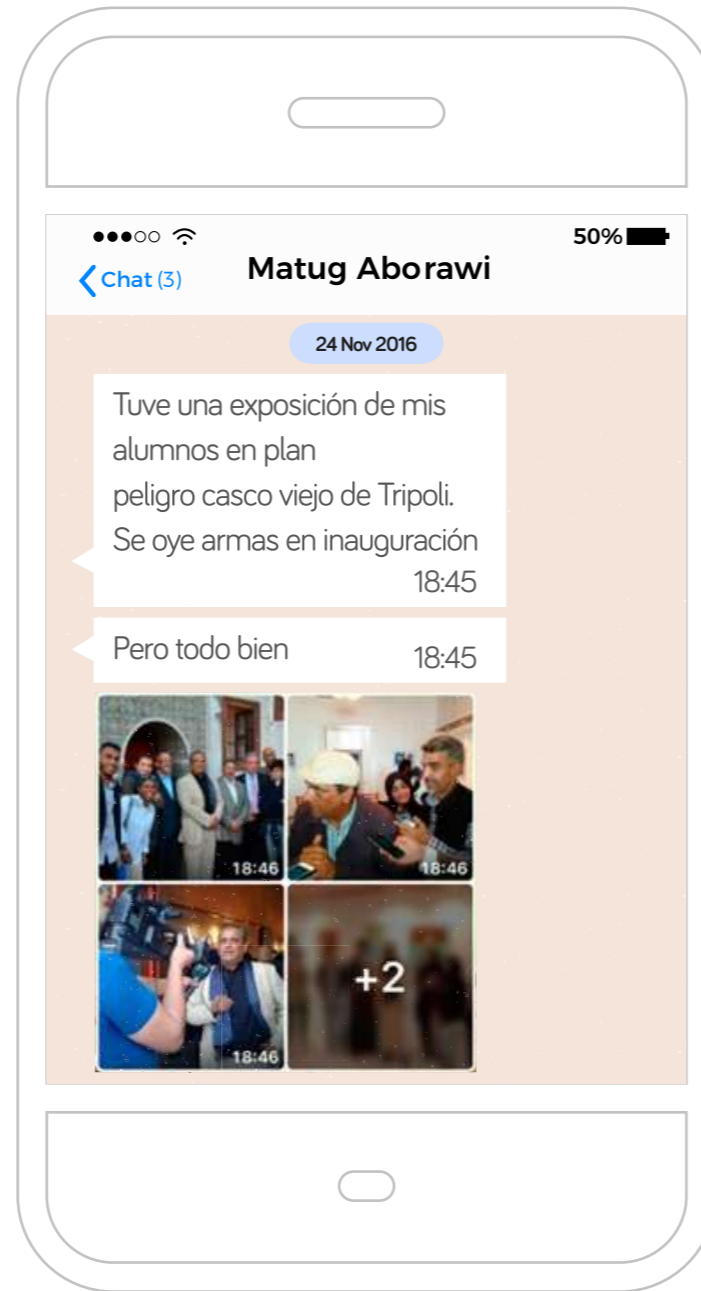 50%
Chat (3) Matug Aborawi
24 Nov 2016
Tuve una exposición de mis
alumnos en plan
peligro casco viejo de Tripoli.
Se oye armas en inauguración
18:45
Pero todo bien 18:45
18:46 18:46
18:46 +2